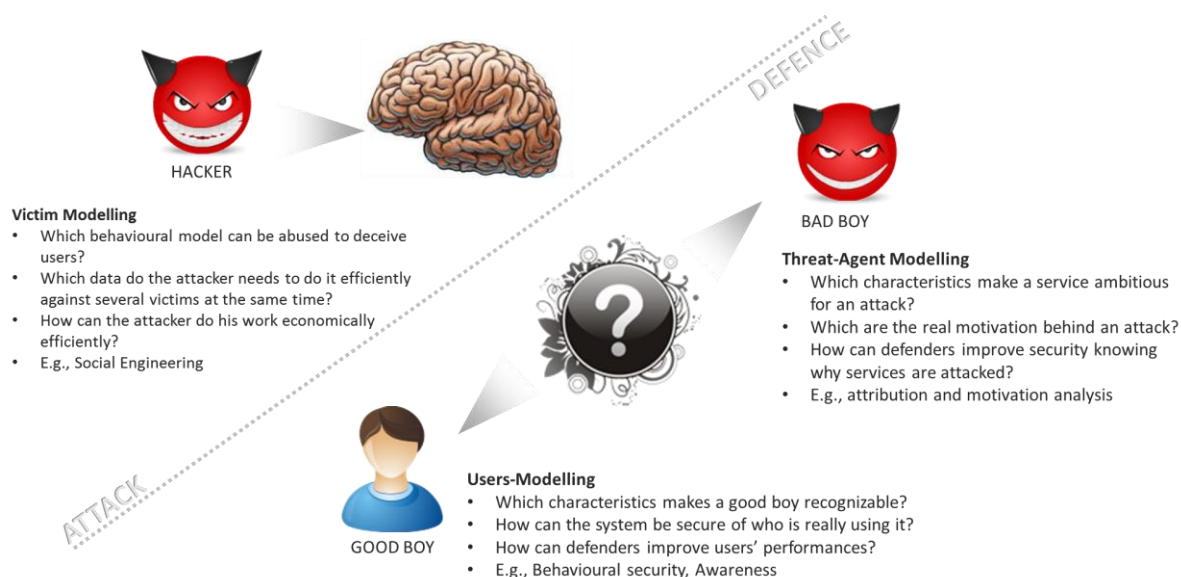 HACKER
Victim Modelling
• Which behavioural model can be abused to deceive
users?
• Which data do the attacker needs to do it efficiently
against several victims at the same time?
• How can the attacker do his work economically
efficiently?
• E.g., Social Engineering
ATTACK
DEFENCE
?
BAD BOY
Threat-Agent Modelling
• Which characteristics make a service ambitious
for an attack?
• Which are the real motivation behind an attack?
• How can defenders improve security knowing
why services are attacked?
• E.g., attribution and motivation analysis
GOOD BOY
Users-Modelling
• Which characteristics makes a good boy recognizable?
• How can the system be secure of who is really using it?
• How can defenders improve users’ performances?
• E.g., Behavioural security, Awareness